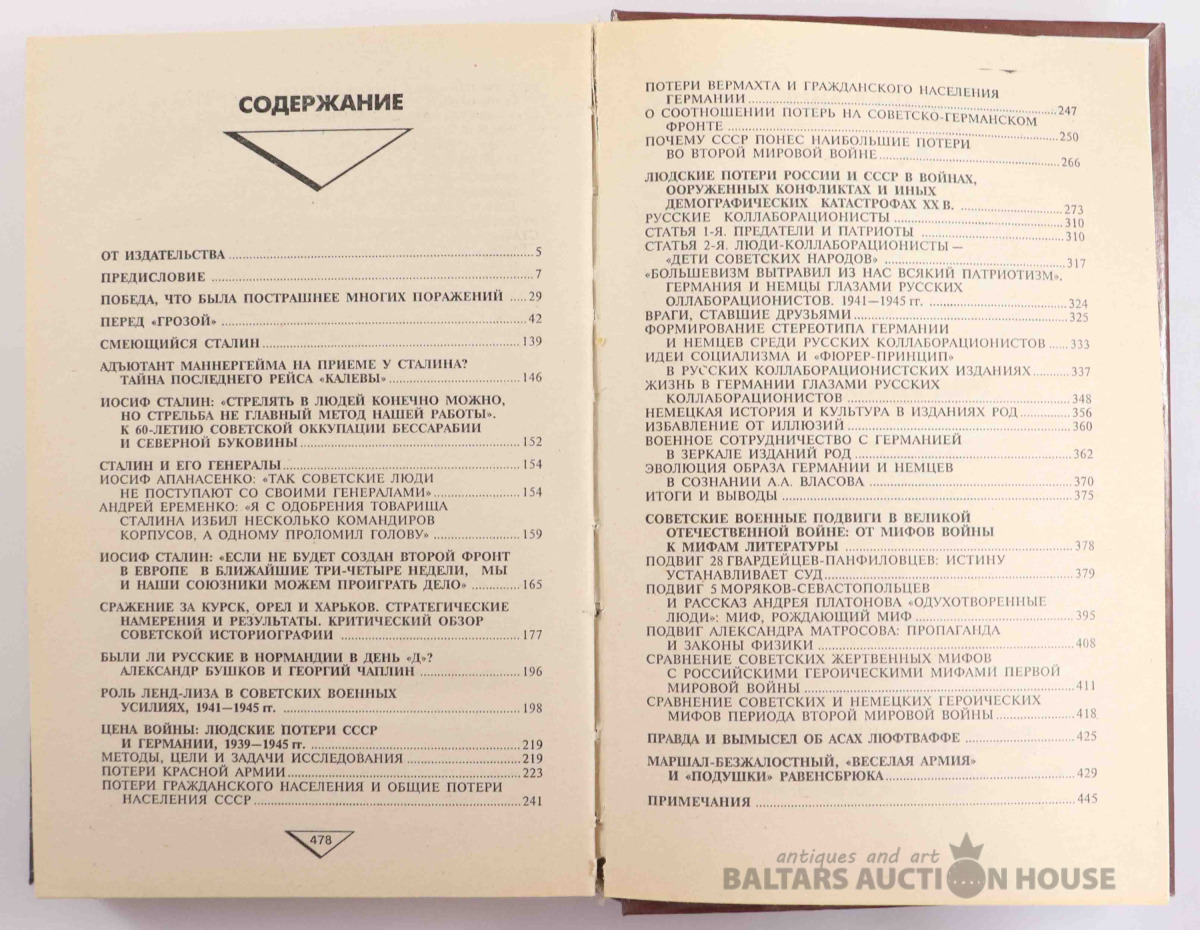 СОДЕРЖАНИЕ
ОТ ИЗДАТЕЛЬСТВА 5
ПРЕДИСЛОВИЕ 7
ПОБЕДА, ЧТО БЫЛА ПОСТРАШНЕЕ МНОГИХ ПОРАЖЕНИЙ 29
ПЕРЕД «ГРОЗОЙ» 42
СМЕЮЩИЙСЯ СТАЛИН 139
АДЪЮТАНТ МАННЕРГЕЙМА НА ПРИЕМЕ У СТАЛИНА?
ТАЙНА ПОСЛЕДНЕГО РЕЙСА «КАЛЕВЫ» 146
ИОСИФ СТАЛИН: «СТРЕЛЯТЬ В ЛЮДЕЙ КОНЕЧНО МОЖНО,
НО СТРЕЛЬБА НЕ ГЛАВНЫЙ МЕТОД НАШЕЙ РАБОТЫ».
К 60-ЛЕТИЮ СОВЕТСКОЙ ОККУПАЦИИ БЕССАРАБИИ
И СЕВЕРНОЙ БУКОВИНЫ 152
СТАЛИН И ЕГО ГЕНЕРАЛЫ 154
ИОСИФ АПАНАСЕНКО: «ТАК СОВЕТСКИЕ ЛЮДИ
НЕ ПОСТУПАЮТ СО СВОИМИ ГЕНЕРАЛАМИ» 154
АНДРЕЙ ЕРЕМЕНКО: «Я С ОДОБРЕНИЯ ТОВАРИЩА
СТАЛИНА ИЗБИЛ НЕСКОЛЬКО КОМАНДИРОВ
КОРПУСОВ, А ОДНОМУ ПРОЛОМИЛ ГОЛОВУ» 159
ИОСИФ СТАЛИН: «ЕСЛИ НЕ БУДЕТ СОЗДАН ВТОРОЙ ФРОНТ
В ЕВРОПЕ В БЛИЖАЙШИЕ ТРИ-ЧЕТЫРЕ НЕДЕЛИ, МЫ
И НАШИ СОЮЗНИКИ МОЖЕМ ПРОИГРАТЬ ДЕЛО» 165
СРАЖЕНИЕ ЗА КУРСК, ОРЕЛ И ХАРЬКОВ. СТРАТЕГИЧЕСКИЕ
НАМЕРЕНИЯ И РЕЗУЛЬТАТЫ. КРИТИЧЕСКИЙ ОБЗОР
СОВЕТСКОЙ ИСТОРИОГРАФИИ 177
БЫЛИ ЛИ РУССКИЕ В НОРМАНДИИ В ДЕНЬ «Д»?
АЛЕКСАНДР БУШКОВ И ГЕОРГИЙ ЧАПЛИН 196
РОЛЬ ЛЕНД-ЛИЗА В СОВЕТСКИХ ВОЕННЫХ
УСИЛИЯХ, 1941—1945 гг. 198
ЦЕНА ВОЙНЫ: ЛЮДСКИЕ ПОТЕРИ СССР
И ГЕРМАНИИ, 1939—1945 гг. 219
МЕТОДЫ, ЦЕЛИ И ЗАДАЧИ ИССЛЕДОВАНИЯ 219
ПОТЕРИ КРАСНОЙ АРМИИ 223
ПОТЕРИ ГРАЖДАНСКОГО НАСЕЛЕНИЯ И ОБЩИЕ ПОТЕРИ
НАСЕЛЕНИЯ СССР 241
478
ПОТЕРИ ВЕРМАХТА И ГРАЖДАНСКОГО НАСЕЛЕНИЯ
ГЕРМАНИИ 247
О СООТНОШЕНИИ ПОТЕРЬ НА СОВЕТСКО-ГЕРМАНСКОМ
ФРОНТЕ 250
ПОЧЕМУ СССР ПОНЕС НАИБОЛЬШИЕ ПОТЕРИ
ВО ВТОРОЙ МИРОВОЙ ВОЙНЕ 266
ЛЮДСКИЕ ПОТЕРИ РОССИИ И СССР В ВОЙНАХ,
ООРУЖЕННЫХ КОНФЛИКТАХ И ИНЫХ
ДЕМОГРАФИЧЕСКИХ КАТАСТРОФАХ XX В. 273
РУССКИЕ КОЛЛАБОРАЦИОНИСТЫ 310
СТАТЬЯ 1-Я. ПРЕДАТЕЛИ И ПАТРИОТЫ 310
СТАТЬЯ 2-Я. ЛЮДИ-КОЛЛАБОРАЦИОНИСТЫ —
«ДЕТИ СОВЕТСКИХ НАРОДОВ» 317
«БОЛЬШЕВИЗМ ВЫТРАВИЛ ИЗ НАС ВСЯКИЙ ПАТРИОТИЗМ».
ГЕРМАНИЯ И НЕМЦЫ ГЛАЗАМИ РУССКИХ
ОЛЛАБОРАЦИОНИСТОВ. 1941—1945 гг. 324
ВРАГИ, СТАВШИЕ ДРУЗЬЯМИ 325
ФОРМИРОВАНИЕ СТЕРЕОТИПА ГЕРМАНИИ
И НЕМЦЕВ СРЕДИ РУССКИХ КОЛЛАБОРАЦИОНИСТОВ 333
ИДЕИ СОЦИАЛИЗМА И «ФЮРЕР-ПРИНЦИП»
В РУССКИХ КОЛЛАБОРАЦИОНИСТСКИХ ИЗДАНИЯХ 337
ЖИЗНЬ В ГЕРМАНИИ ГЛАЗАМИ РУССКИХ
КОЛЛАБОРАЦИОНИСТОВ 348
НЕМЕЦКАЯ ИСТОРИЯ И КУЛЬТУРА В ИЗДАНИЯХ РОД 356
ИЗБАВЛЕНИЕ ОТ ИЛЛЮЗИЙ 360
ВОЕННОЕ СОТРУДНИЧЕСТВО С ГЕРМАНИЕЙ
В ЗЕРКАЛЕ ИЗДАНИЙ РОД 362
ЭВОЛЮЦИЯ ОБРАЗА ГЕРМАНИИ И НЕМЦЕВ
В СОЗНАНИИ А.А. ВЛАСОВА 370
ИТОГИ И ВЫВОДЫ 375
СОВЕТСКИЕ ВОЕННЫЕ ПОДВИГИ В ВЕЛИКОЙ
ОТЕЧЕСТВЕННОЙ ВОЙНЕ: ОТ МИФОВ ВОЙНЫ
К МИФАМ ЛИТЕРАТУРЫ 378
ПОДВИГ 28 ГВАРДЕЙЦЕВ-ПАНФИЛОВЦЕВ: ИСТИНУ
УСТАНАВЛИВАЕТ СУД 379
ПОДВИГ 5 МОРЯКОВ-СЕВАСТОПОЛЬЦЕВ
И РАССКАЗ АНДРЕЯ ПЛАТОНОВА «ОДУХОТВОРЕННЫЕ
ЛЮДИ»: МИФ, РОЖДАЮЩИЙ МИФ 395
ПОДВИГ АЛЕКСАНДРА МАТРОСОВА: ПРОПАГАНДА
И ЗАКОНЫ ФИЗИКИ 408
СРАВНЕНИЕ СОВЕТСКИХ ЖЕРТВЕННЫХ МИФОВ
С РОССИЙСКИМИ ГЕРОИЧЕСКИМИ МИФАМИ ПЕРВОЙ
МИРОВОЙ ВОЙНЫ 411
СРАВНЕНИЕ СОВЕТСКИХ И НЕМЕЦКИХ ГЕРОИЧЕСКИХ
МИФОВ ПЕРИОДА ВТОРОЙ МИРОВОЙ ВОЙНЫ 418
ПРАВДА И ВЫМЫСЕЛ ОБ АСАХ ЛЮФТВАФФЕ 425
МАРШАЛ-БЕЗЖАЛОСТНЫЙ, «ВЕСЕЛАЯ АРМИЯ»
И «ПОДУШКИ» РАВЕНСБРЮКА 429
ПРИМЕЧАНИЯ 445
antiques and art
BALTARS AUCTION HOUSE